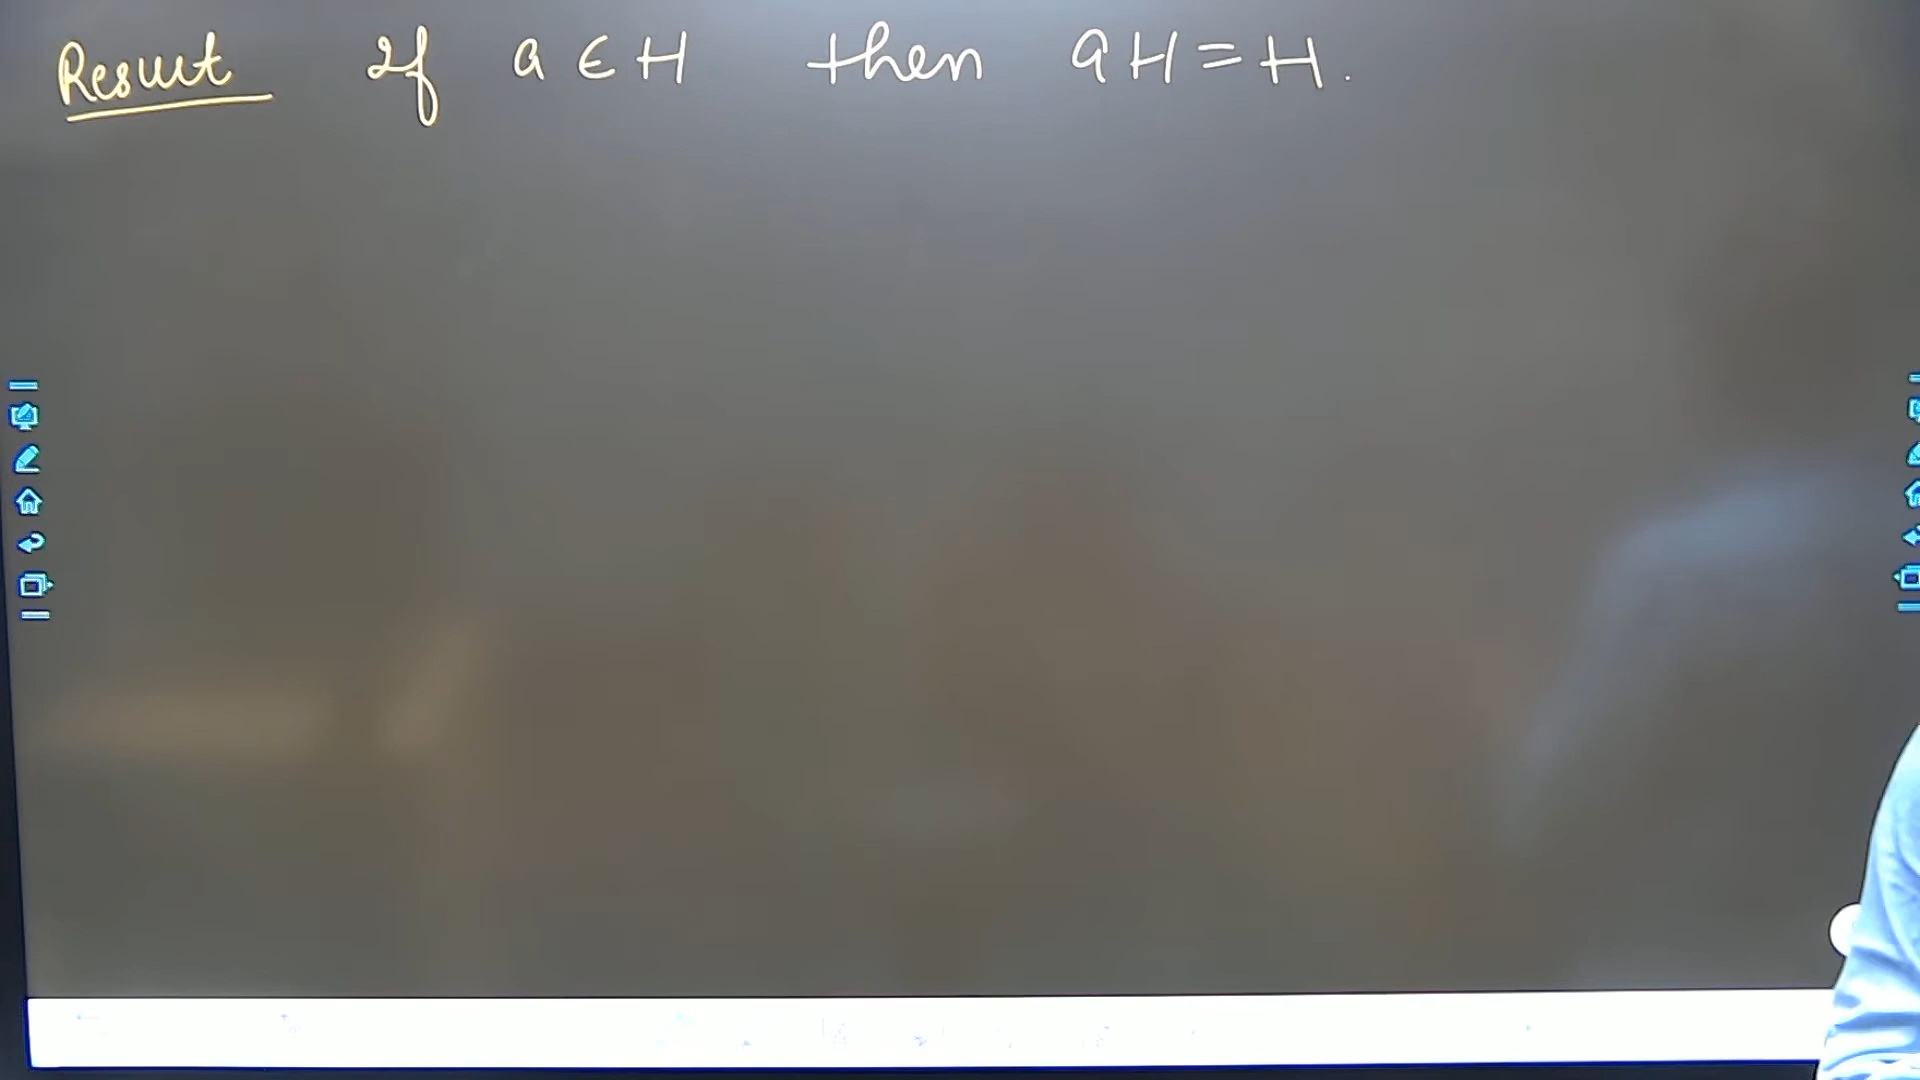 Result If a ∈ H then aH = H.